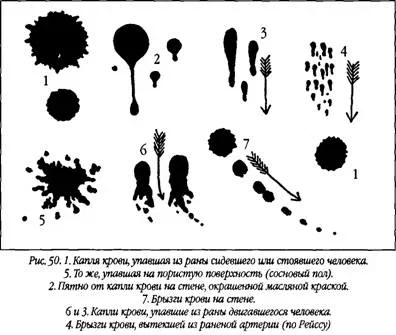 1
2
3
4
5
6
7
1
Рис. 50. 1. Капля крови, упавшая из раны сидевшего или стоявшего человека.
5. То же, упавшая на пористую поверхность (сосновый пол).
2. Пятно от капли крови на стене, окрашенной масляной краской.
7. Брызги крови на стене.
6 и 3. Капли крови, упавшие из раны двигавшегося человека.
4. Брызги крови, вытекшей из раненой артерии (по Рейссу)